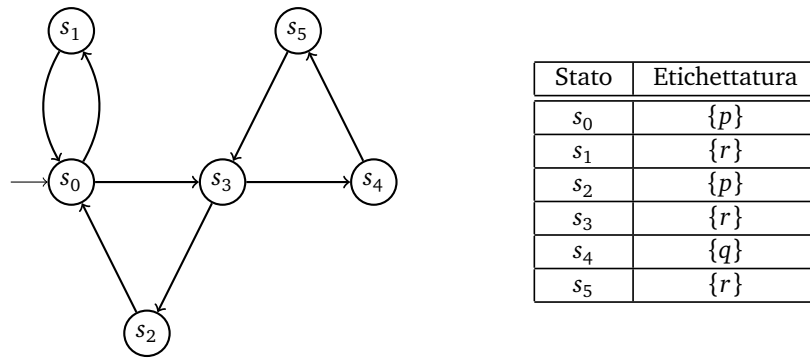 s₁
s₅
s₀
s₃
s₄
s₂
Stato Etichettatura
s₀ {p}
s₁ {r}
s₂ {p}
s₃ {r}
s₄ {q}
s₅ {r}